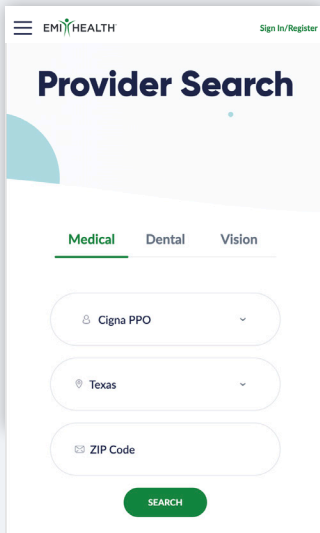 EMI HEALTH
Sign In/Register
Provider Search
Medical Dental Vision
Cigna PPO
Texas
ZIP Code
SEARCH